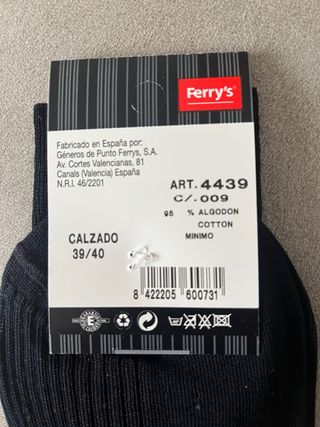 Ferry's
Fabricado en España por:
Géneros de Punto Ferrys, S.A.
Av. Cortes Valencianas, 81
Canals (Valencia) España
N.R.I. 46/2201
ART. 4439
C/. 009
95 % ALGODON
COTTON
MINIMO
CALZADO
39/40
8 422205 600731
E